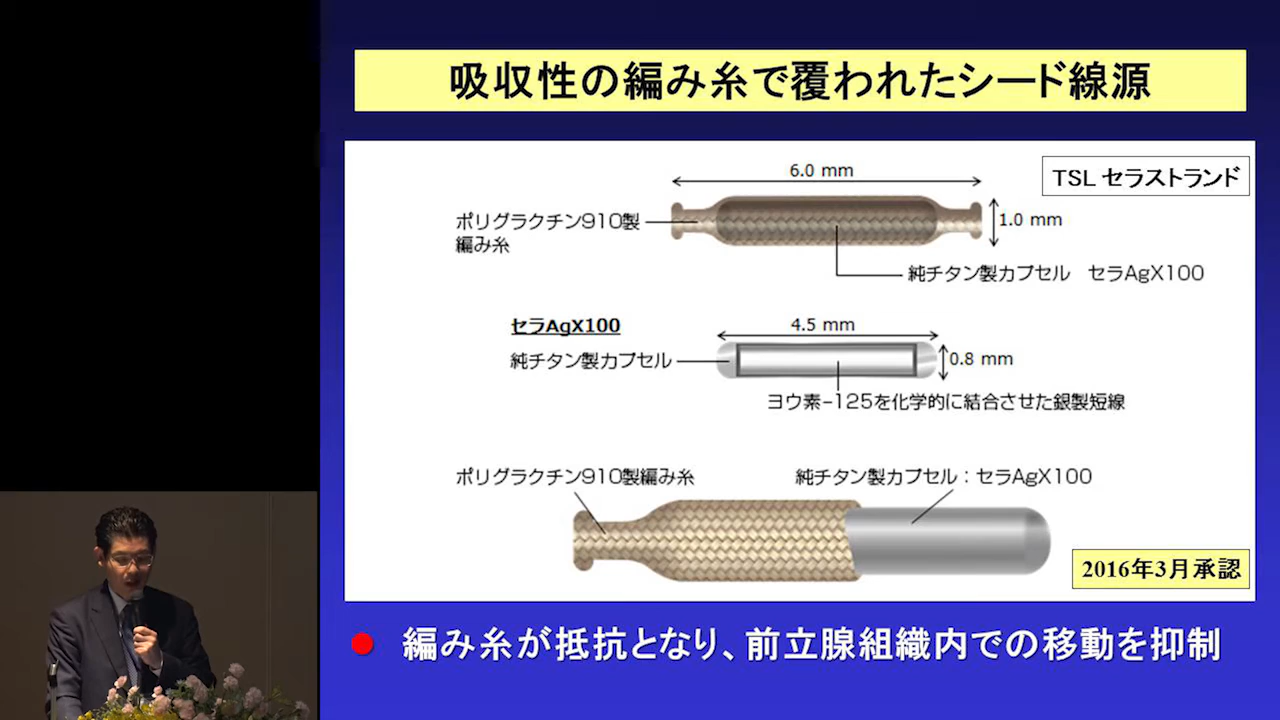 吸収性の編み糸で覆われたシード線源
TSL セラストランド
6.0 mm
ポリグラクチン910製
編み糸
1.0 mm
純チタン製カプセル　セラAgX100
セラAgX100
4.5 mm
純チタン製カプセル
0.8 mm
ヨウ素-125を化学的に結合させた銀製短線
ポリグラクチン910製編み糸
純チタン製カプセル：セラAgX100
2016年3月承認
● 編み糸が抵抗となり、前立腺組織内での移動を抑制